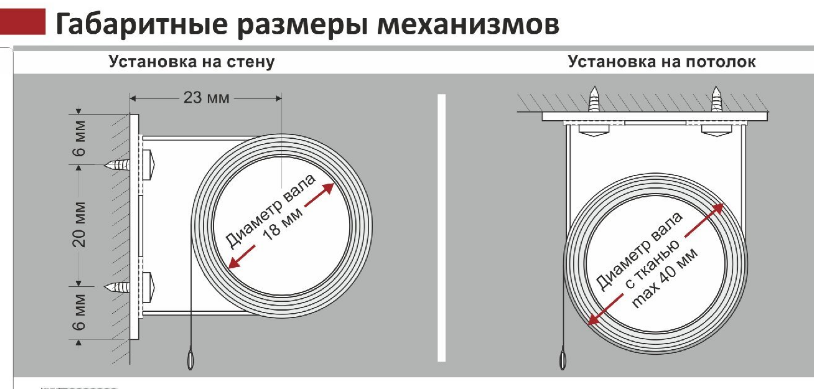 Габаритные размеры механизмов
Установка на стену
Установка на потолок
23 мм
6 мм
20 мм
6 мм
Диаметр вала
18 мм
Диаметр вала
с тканью
max 40 мм